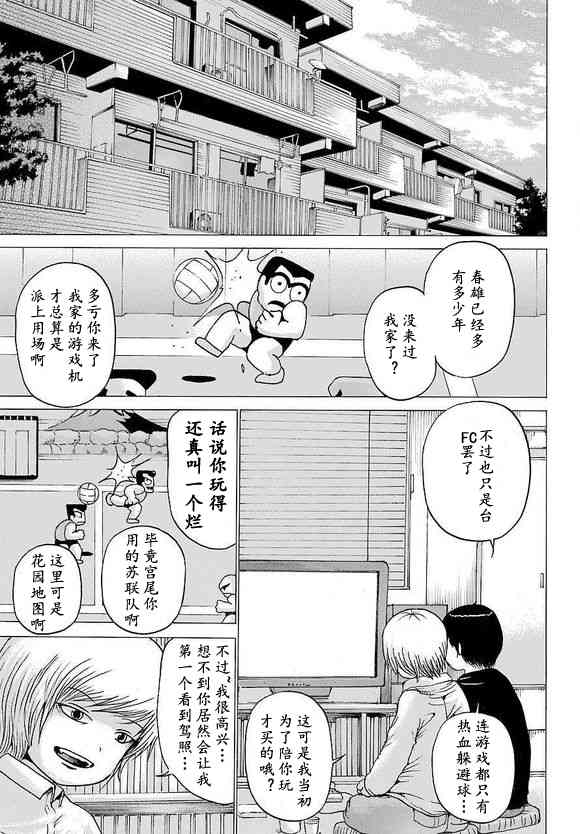 春雄已经多
有多少年
没来过
我家了？
多亏你来了
我家的游戏机
才总算是
派上用场啊
不过也只是台
FC罢了
话说你玩得
还真叫一个烂
毕竟宫尾你
用的苏联队啊
这里可是
花园地图啊
连游戏都只有
热血躲避球…
这可是我当初
为了陪你玩
才买的哦？
不过，我很高兴…
想不到你居然会让我
第一个看到驾照……